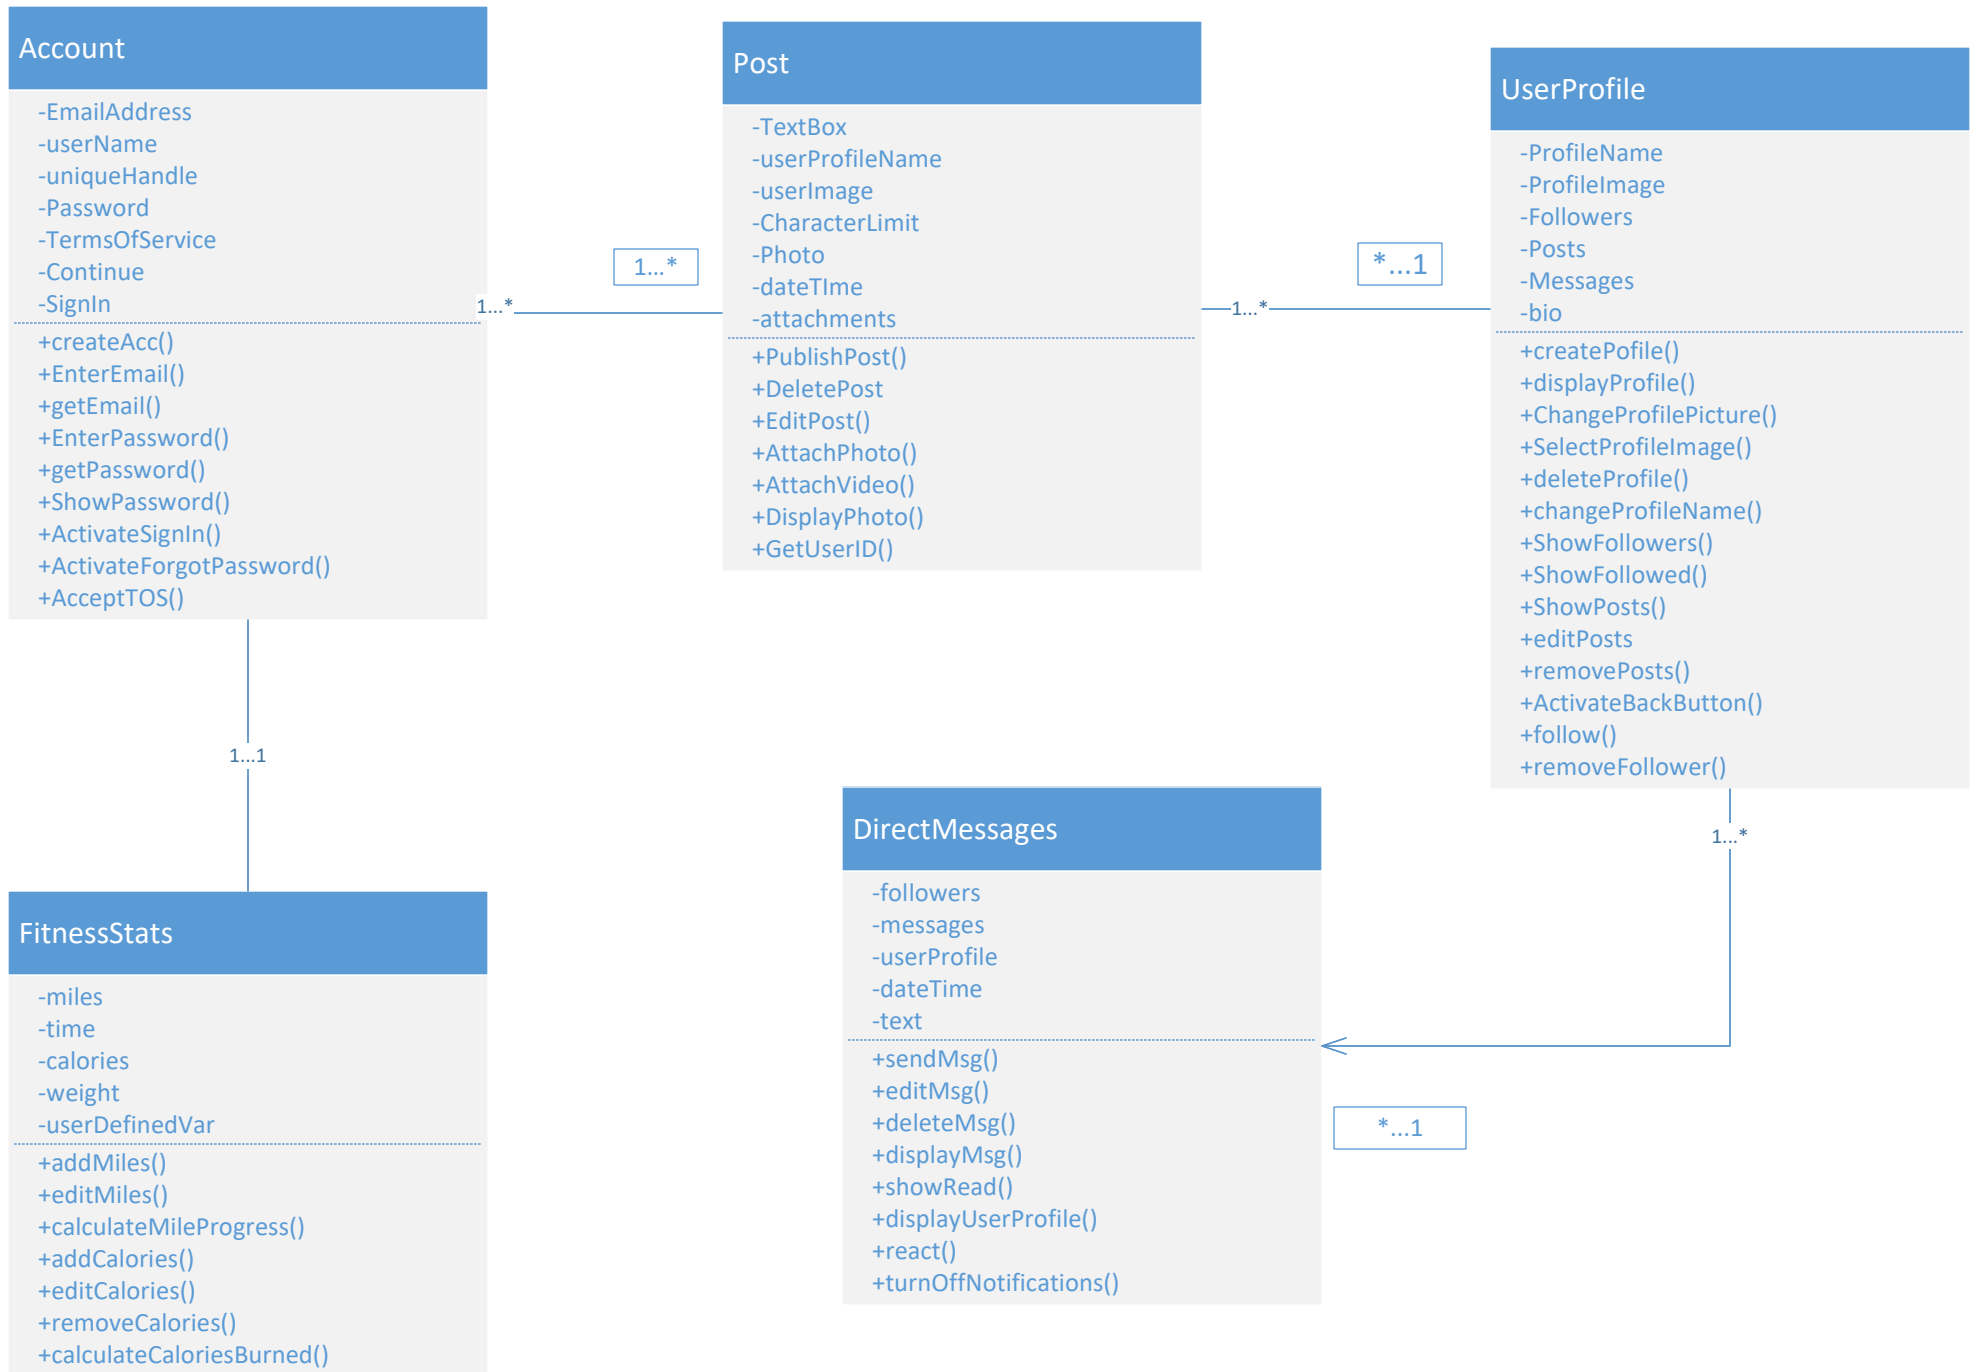 Account
-EmailAddress
-userName
-uniqueHandle
-Password
-TermsOfService
-Continue
-SignIn
+createAcc()
+EnterEmail()
+getEmail()
+EnterPassword()
+getPassword()
+ShowPassword()
+ActivateSignIn()
+ActivateForgotPassword()
+AcceptTOS()
1...*
1...*
Post
-TextBox
-userProfileName
-userImage
-CharacterLimit
-Photo
-dateTIme
-attachments
+PublishPost()
+DeletePost
+EditPost()
+AttachPhoto()
+AttachVideo()
+DisplayPhoto()
+GetUserID()
*...1
1...*
UserProfile
-ProfileName
-ProfileImage
-Followers
-Posts
-Messages
-bio
+createPofile()
+displayProfile()
+ChangeProfilePicture()
+SelectProfileImage()
+deleteProfile()
+changeProfileName()
+ShowFollowers()
+ShowFollowed()
+ShowPosts()
+editPosts
+removePosts()
+ActivateBackButton()
+follow()
+removeFollower()
1...1
1...*
FitnessStats
-miles
-time
-calories
-weight
-userDefinedVar
+addMiles()
+editMiles()
+calculateMileProgress()
+addCalories()
+editCalories()
+removeCalories()
+calculateCaloriesBurned()
DirectMessages
-followers
-messages
-userProfile
-dateTime
-text
+sendMsg()
+editMsg()
+deleteMsg()
+displayMsg()
+showRead()
+displayUserProfile()
+react()
+turnOffNotifications()
*...1